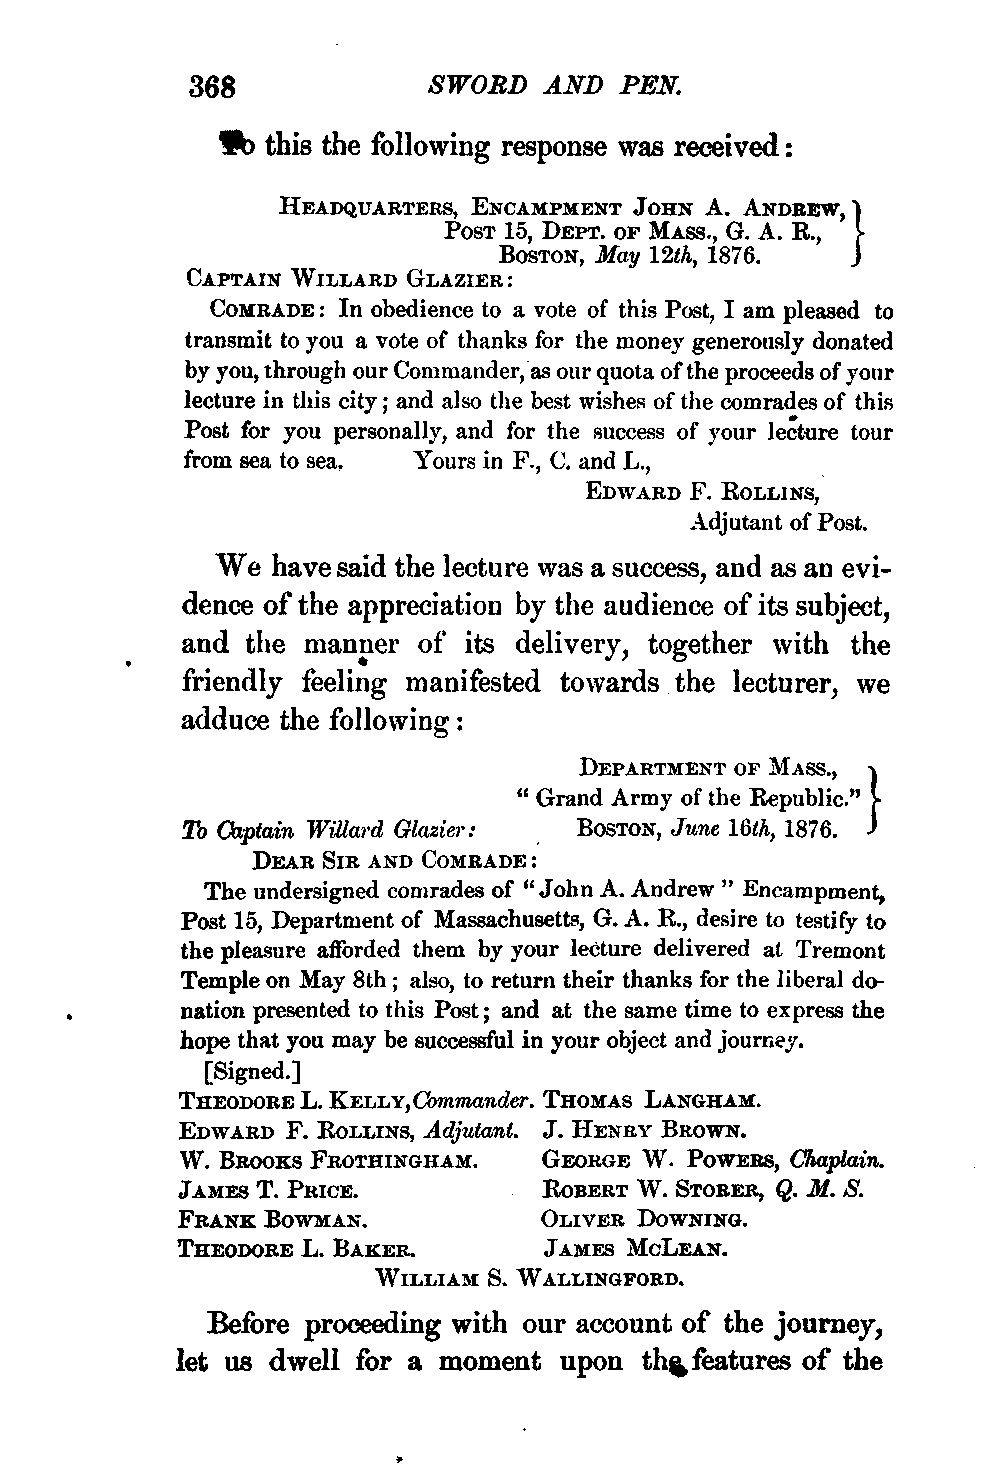 368 SWORD AND PEN.
To this the following response was received:
HEADQUARTERS, ENCAMPMENT JOHN A. ANDREW,
POST 15, DEPT. OF MASS., G. A. R.,
BOSTON, May 12th, 1876.
CAPTAIN WILLARD GLAZIER:
COMRADE: In obedience to a vote of this Post, I am pleased to
transmit to you a vote of thanks for the money generously donated
by you, through our Commander, as our quota of the proceeds of your
lecture in this city; and also the best wishes of the comrades of this
Post for you personally, and for the success of your lecture tour
from sea to sea. Yours in F., C. and L.,
EDWARD F. ROLLINS,
Adjutant of Post.
We have said the lecture was a success, and as an evi-
dence of the appreciation by the audience of its subject,
and the manner of its delivery, together with the
friendly feeling manifested towards the lecturer, we
adduce the following:
DEPARTMENT OF MASS.,
"Grand Army of the Republic."
To Captain Willard Glazier: BOSTON, June 16th, 1876.
DEAR SIR AND COMRADE:
The undersigned comrades of "John A. Andrew" Encampment,
Post 15, Department of Massachusetts, G. A. R., desire to testify to
the pleasure afforded them by your lecture delivered at Tremont
Temple on May 8th; also, to return their thanks for the liberal do-
nation presented to this Post; and at the same time to express the
hope that you may be successful in your object and journey.
[Signed.]
THEODORE L. KELLY, Commander. THOMAS LANGHAM.
EDWARD F. ROLLINS, Adjutant. J. HENRY BROWN.
W. BROOKS FROTHINGHAM. GEORGE W. POWERS, Chaplain.
JAMES T. PRICE. ROBERT W. STORER, Q. M. S.
FRANK BOWMAN. OLIVER DOWNING.
THEODORE L. BAKER. JAMES MCLEAN.
WILLIAM S. WALLINGFORD.
Before proceeding with our account of the journey,
let us dwell for a moment upon the features of the